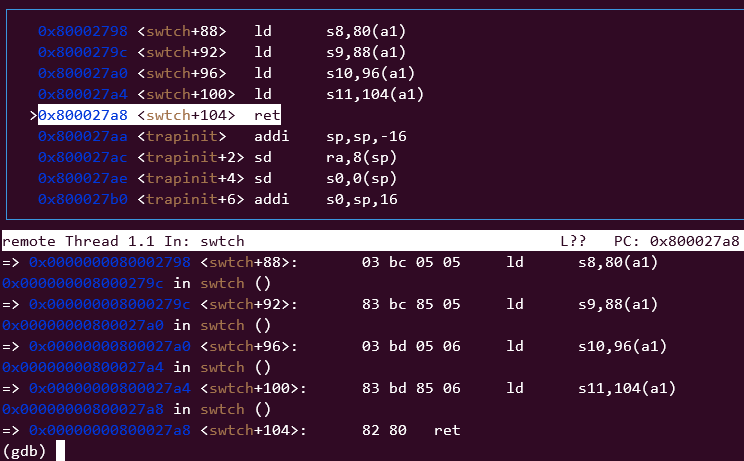 0x80002798 <swtch+88> ld s8,80(a1)
0x8000279c <swtch+92> ld s9,88(a1)
0x800027a0 <swtch+96> ld s10,96(a1)
0x800027a4 <swtch+100> ld s11,104(a1)
>0x800027a8 <swtch+104> ret
0x800027aa <trapinit> addi sp,sp,-16
0x800027ac <trapinit+2> sd ra,8(sp)
0x800027ae <trapinit+4> sd s0,0(sp)
0x800027b0 <trapinit+6> addi s0,sp,16
remote Thread 1.1 In: swtch L?? PC: 0x800027a8
=> 0x0000000080002798 <swtch+88>: 03 bc 05 05 ld s8,80(a1)
0x000000008000279c in swtch ()
=> 0x000000008000279c <swtch+92>: 83 bc 85 05 ld s9,88(a1)
0x00000000800027a0 in swtch ()
=> 0x00000000800027a0 <swtch+96>: 03 bd 05 06 ld s10,96(a1)
0x00000000800027a4 in swtch ()
=> 0x00000000800027a4 <swtch+100>: 83 bd 85 06 ld s11,104(a1)
0x00000000800027a8 in swtch ()
=> 0x00000000800027a8 <swtch+104>: 82 80 ret
(gdb)